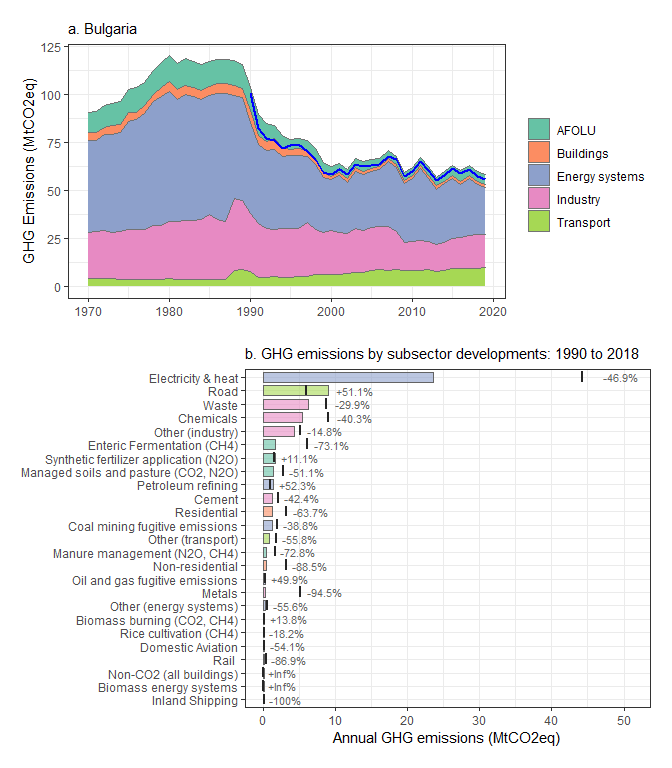 a. Bulgaria
GHG Emissions (MtCO2eq)
125
100
75
50
25
0
1970
1980
1990
2000
2010
2020
AFOLU
Buildings
Energy systems
Industry
Transport
b. GHG emissions by subsector developments: 1990 to 2018
Electricity & heat -46.9%
Road +51.1%
Waste -29.9%
Chemicals -40.3%
Other (industry) -14.8%
Enteric Fermentation (CH4) -73.1%
Synthetic fertilizer application (N2O) +11.1%
Managed soils and pasture (CO2, N2O) -51.1%
Petroleum refining +52.3%
Cement -42.4%
Residential -63.7%
Coal mining fugitive emissions -38.8%
Other (transport) -55.8%
Manure management (N2O, CH4) -72.8%
Non-residential -88.5%
Oil and gas fugitive emissions +49.9%
Metals -94.5%
Other (energy systems) -55.6%
Biomass burning (CO2, CH4) +13.8%
Rice cultivation (CH4) -18.2%
Domestic Aviation -54.1%
Rail -86.9%
Non-CO2 (all buildings) +Inf%
Biomass energy systems +Inf%
Inland Shipping -100%
0 10 20 30 40 50
Annual GHG emissions (MtCO2eq)